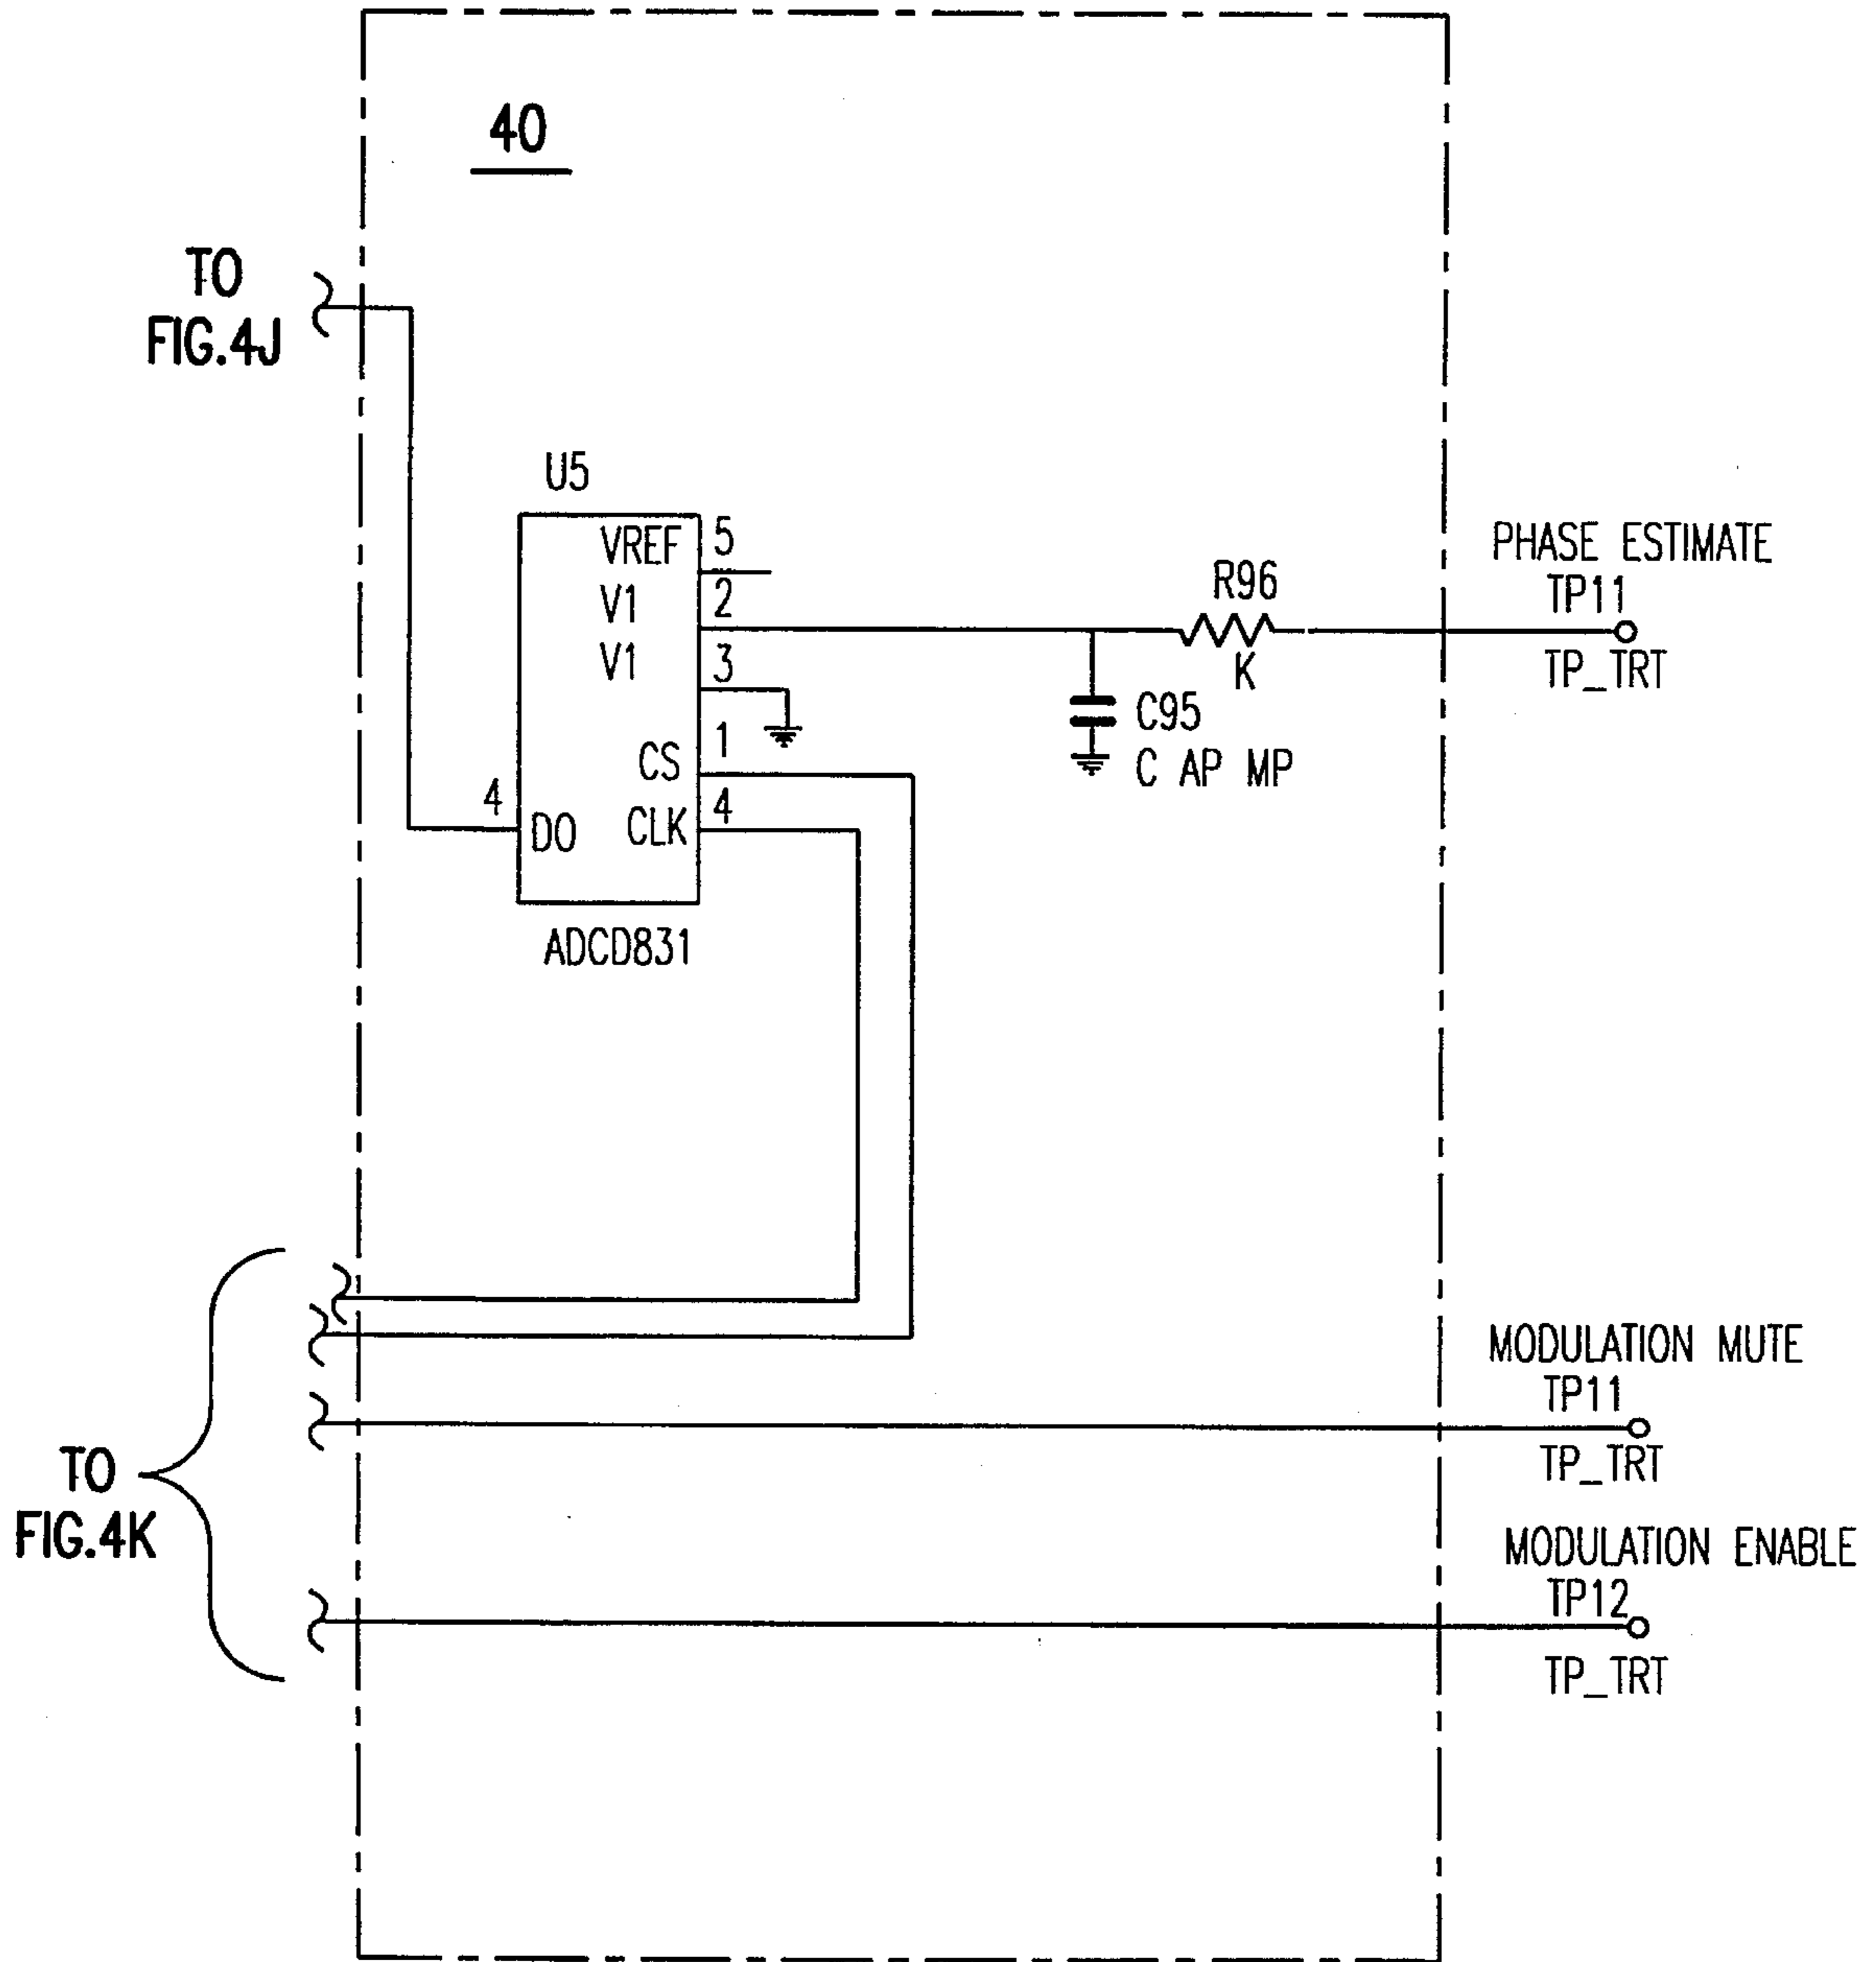 40
TO
FIG.4J
U5
VREF 5
V1 2
V1 3
CS 1
4 DO CLK 4
ADCD831
R96
K
C95
C AP MP
PHASE ESTIMATE
TP11
TP_TRT
TO
FIG.4K
MODULATION MUTE
TP11
TP_TRT
MODULATION ENABLE
TP12
TP_TRT